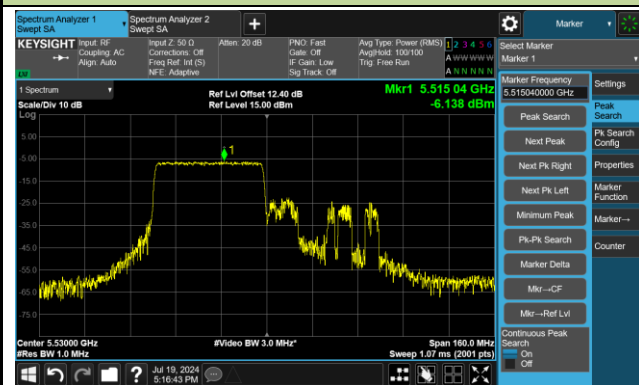 Spectrum Analyzer 1
Swept SA
Spectrum Analyzer 2
Swept SA
+
Marker
KEYSIGHT
Input: RF
Coupling: AC
Align: Auto
Input Z: 50 Ω
Corrections: Off
Freq Ref: Int (S)
NFE: Adaptive
Atten: 20 dB
PNO: Fast
Gate: Off
IF Gain: Low
Sig Track: Off
Avg Type: Power (RMS)
Avg|Hold: 100/100
Trig: Free Run
1 2 3 4 5 6
A W W W W W
A N N N N N
LXI
Select Marker
Marker 1
1 Spectrum
Scale/Div 10 dB
Log
Ref Lvl Offset 12.40 dB
Ref Level 15.00 dBm
Mkr1 5.515 04 GHz
-6.138 dBm
5.00
-5.00
-15.0
-25.0
-35.0
-45.0
-55.0
-65.0
-75.0
1
Center 5.53000 GHz
#Res BW 1.0 MHz
#Video BW 3.0 MHz*
Span 160.0 MHz
Sweep 1.07 ms (2001 pts)
Marker Frequency
5.515040000 GHz
Peak Search
Next Peak
Next Pk Right
Next Pk Left
Minimum Peak
Pk-Pk Search
Marker Delta
Mkr→CF
Mkr→Ref Lvl
Continuous Peak
Search
On
Off
Settings
Peak
Search
Pk Search
Config
Properties
Marker
Function
Marker→
Counter
?
Jul 19, 2024
5:16:43 PM